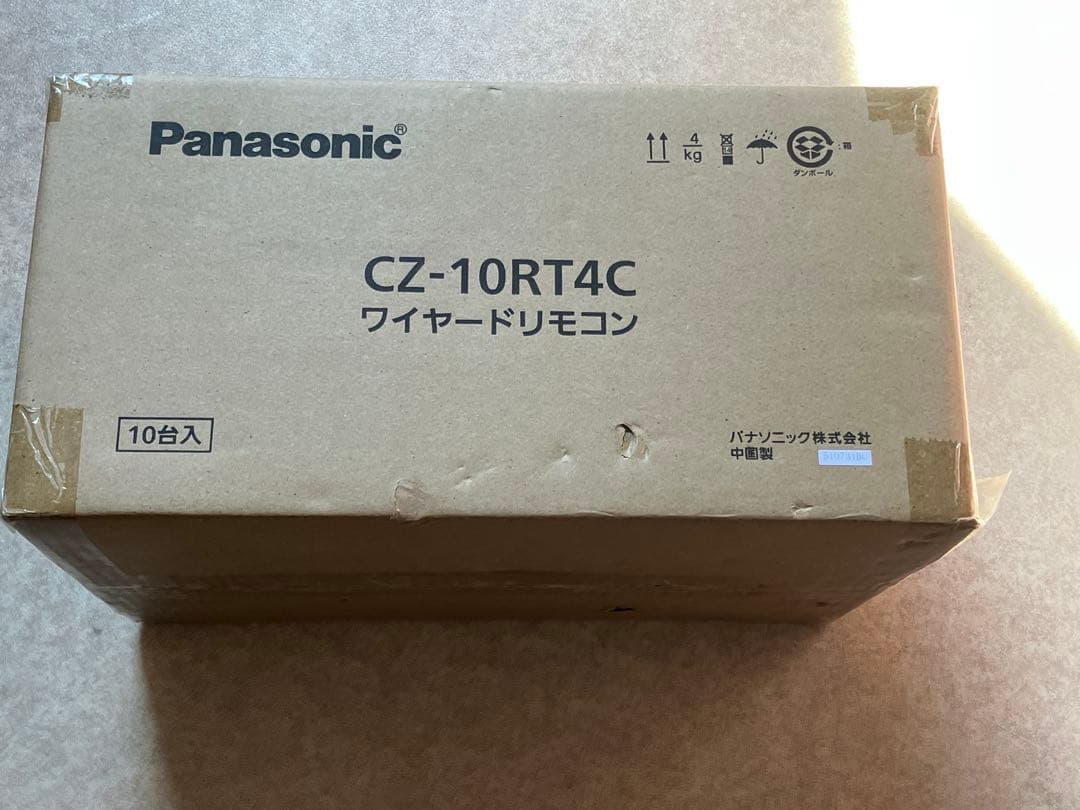 Panasonic®
4
kg
:箱
ダンボール
CZ-10RT4C
ワイヤードリモコン
10台入
パナソニック株式会社
中国製